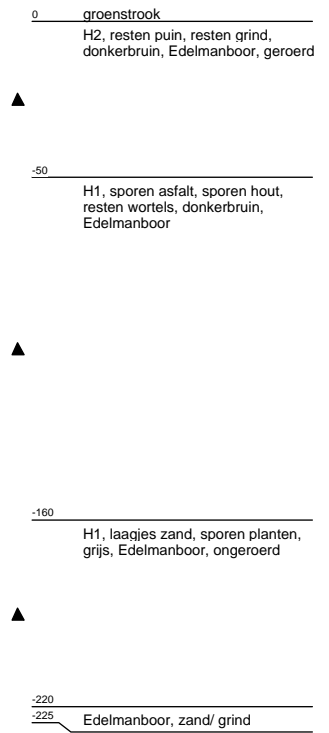 0 groenstrook
H2, resten puin, resten grind,
donkerbruin, Edelmanboor, geroerd
-50
H1, sporen asfalt, sporen hout,
resten wortels, donkerbruin,
Edelmanboor
-160
H1, laagjes zand, sporen planten,
grijs, Edelmanboor, ongeroerd
-220
-225 Edelmanboor, zand/ grind